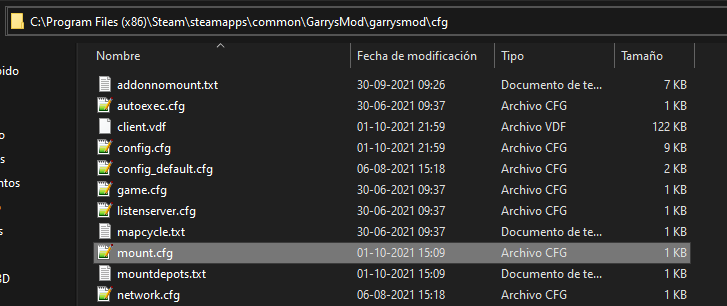 C:\Program Files (x86)\Steam\steamapps\common\GarrysMod\garrysmod\cfg
Nombre Fecha de modificación Tipo Tamaño
pido addonnomount.txt 30-09-2021 09:26 Documento de te... 7 KB
autoexec.cfg 30-06-2021 09:37 Archivo CFG 1 KB
client.vdf 01-10-2021 21:59 Archivo VDF 122 KB
o config.cfg 01-10-2021 21:59 Archivo CFG 9 KB
s config_default.cfg 06-08-2021 15:18 Archivo CFG 2 KB
ntos game.cfg 30-06-2021 09:37 Archivo CFG 1 KB
listenserver.cfg 30-06-2021 09:37 Archivo CFG 1 KB
s mapcycle.txt 30-06-2021 09:37 Documento de te... 1 KB
mount.cfg 01-10-2021 15:09 Archivo CFG 1 KB
3D mountdepots.txt 01-10-2021 15:09 Documento de te... 1 KB
network.cfg 06-08-2021 15:18 Archivo CFG 1 KB